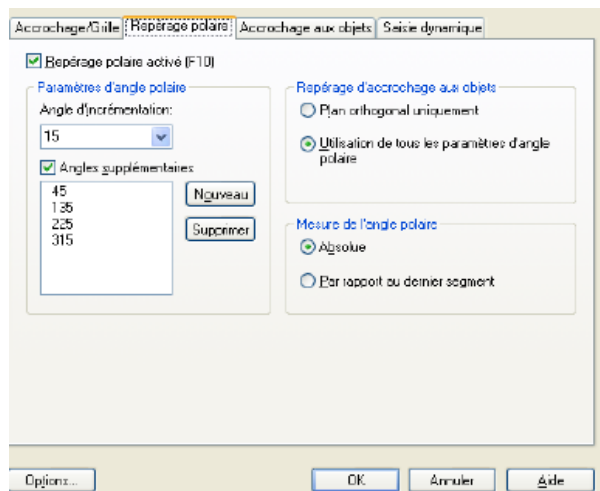 Accrochage/Grille Repérage polaire Accrochage aux objets Saisie dynamique
Repérage polaire activé (F10)
Paramètres d'angle polaire
Angle d'incrémentation:
15
Angles supplémentaires
45
135
225
315
Nouveau
Supprimer
Repérage d'accrochage aux objets
Plan orthogonal uniquement
Utilisation de tous les paramètres d'angle
polaire
Mesure de l'angle polaire
Absolue
Par rapport au dernier segment
Options... OK Annuler Aide